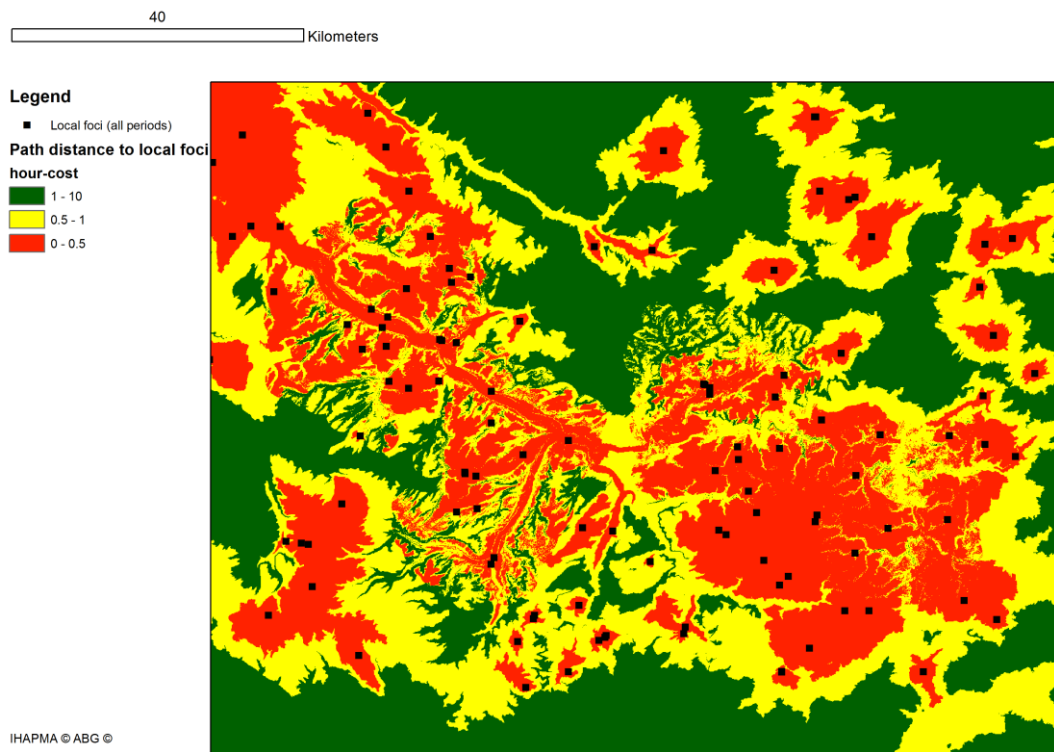 40
Kilometers
Legend
Local foci (all periods)
Path distance to local foci
hour-cost
1 - 10
0.5 - 1
0 - 0.5
IHAPMA © ABG ©